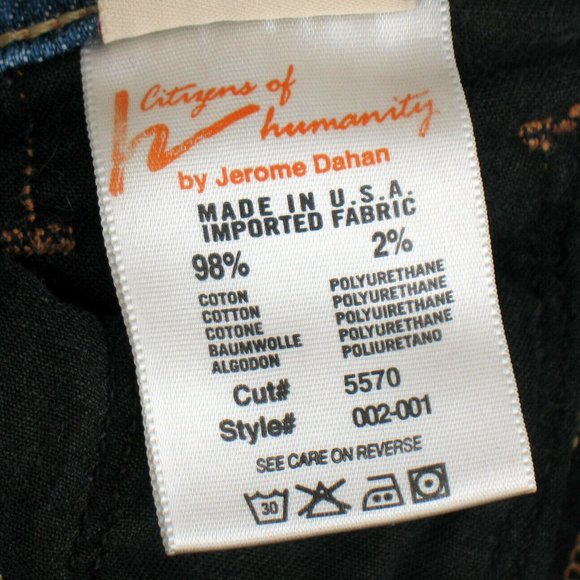 Citizens of
humanity
by Jerome Dahan
MADE IN U.S.A.
IMPORTED FABRIC
98% 2%
COTON POLYURETHANE
COTTON POLYURETHANE
COTONE POLYUIRETHANE
BAUMWOLLE POLYURETHANE
ALGODON POLIURETANO
Cut# 5570
Style# 002-001
SEE CARE ON REVERSE
30